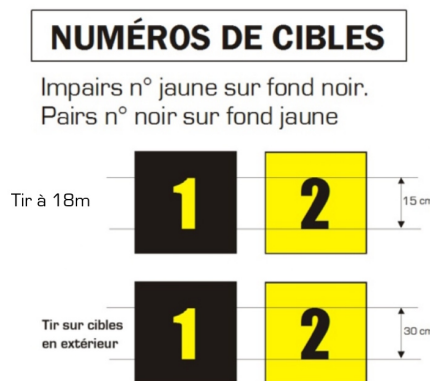 NUMÉROS DE CIBLES
Impairs n° jaune sur fond noir.
Pairs n° noir sur fond jaune
Tir à 18m
1
2
15 cm
Tir sur cibles
en extérieur
1
2
30 cm